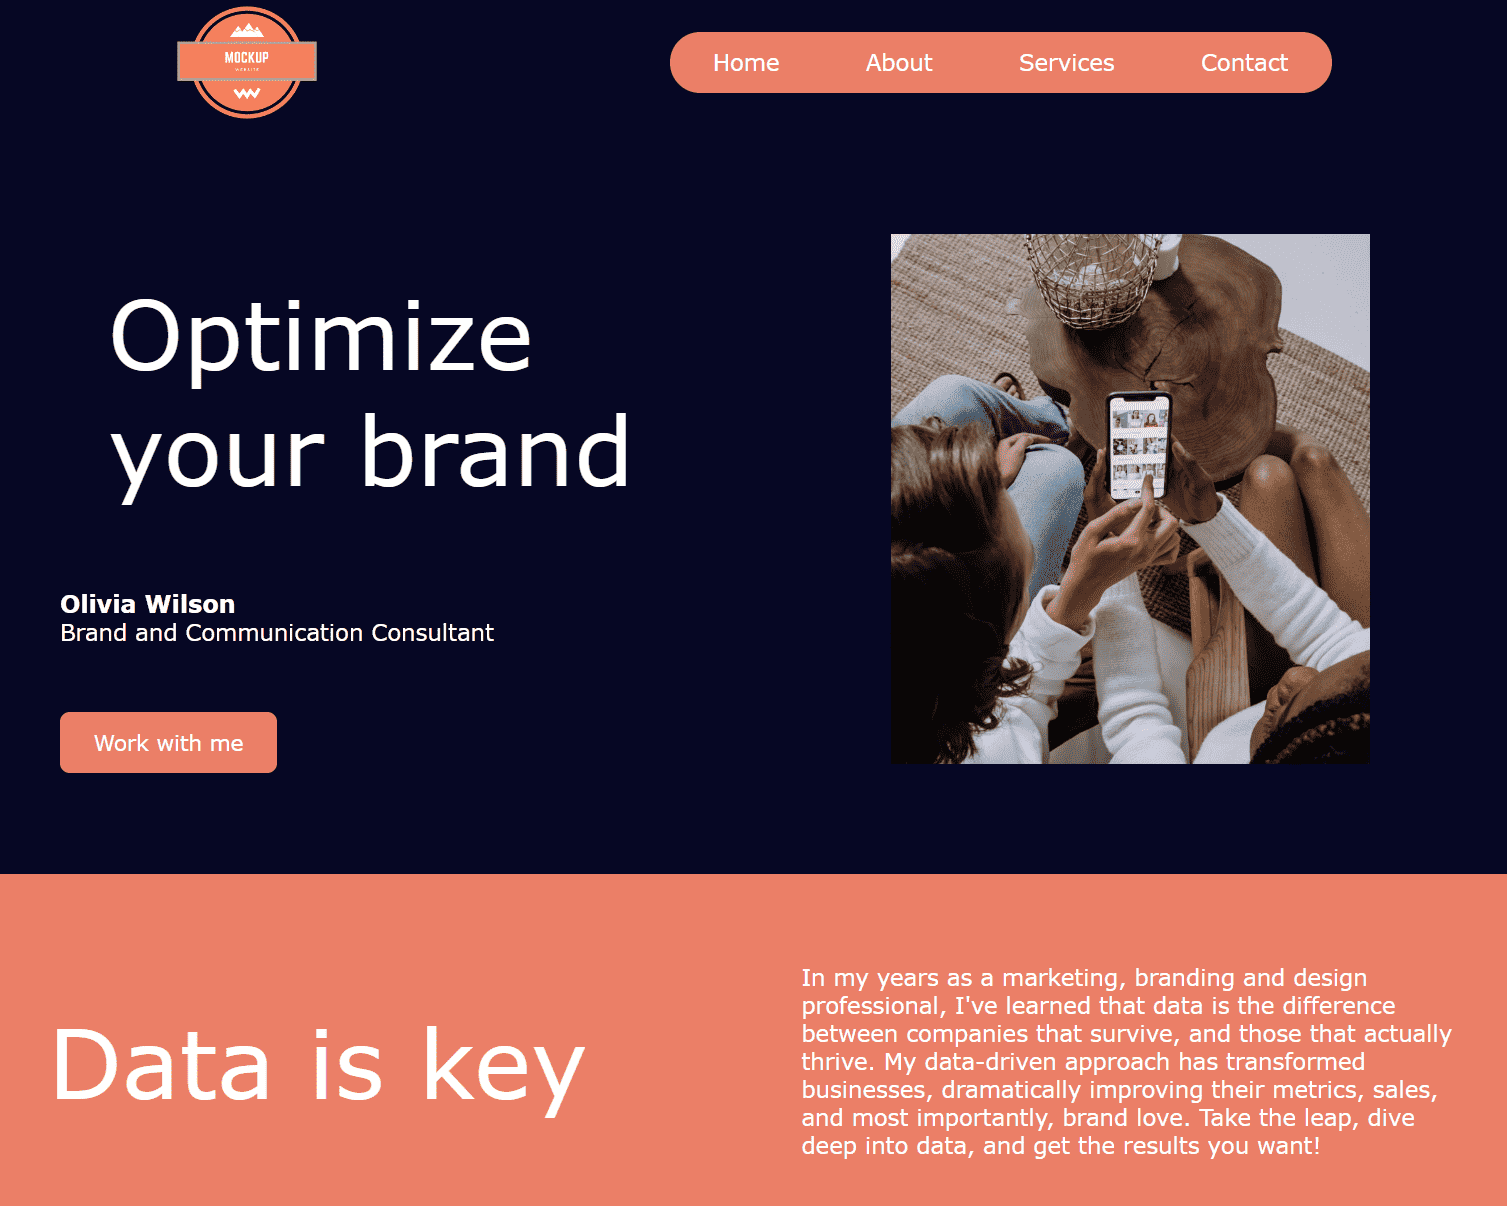 MOCKUP
WEBSITE
Home
About
Services
Contact
Optimize
your brand
Olivia Wilson
Brand and Communication Consultant
Work with me
Data is key
In my years as a marketing, branding and design
professional, I've learned that data is the difference
between companies that survive, and those that actually
thrive. My data-driven approach has transformed
businesses, dramatically improving their metrics, sales,
and most importantly, brand love. Take the leap, dive
deep into data, and get the results you want!